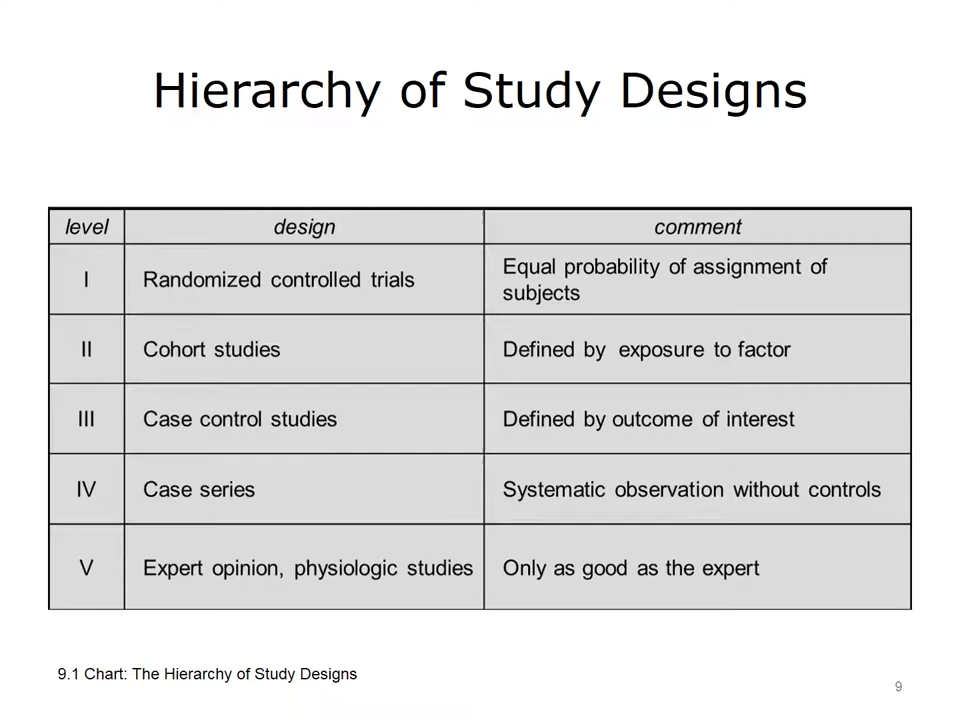 Hierarchy of Study Designs
level design comment
I Randomized controlled trials Equal probability of assignment of
subjects
II Cohort studies Defined by exposure to factor
III Case control studies Defined by outcome of interest
IV Case series Systematic observation without controls
V Expert opinion, physiologic studies Only as good as the expert
9.1 Chart: The Hierarchy of Study Designs
9